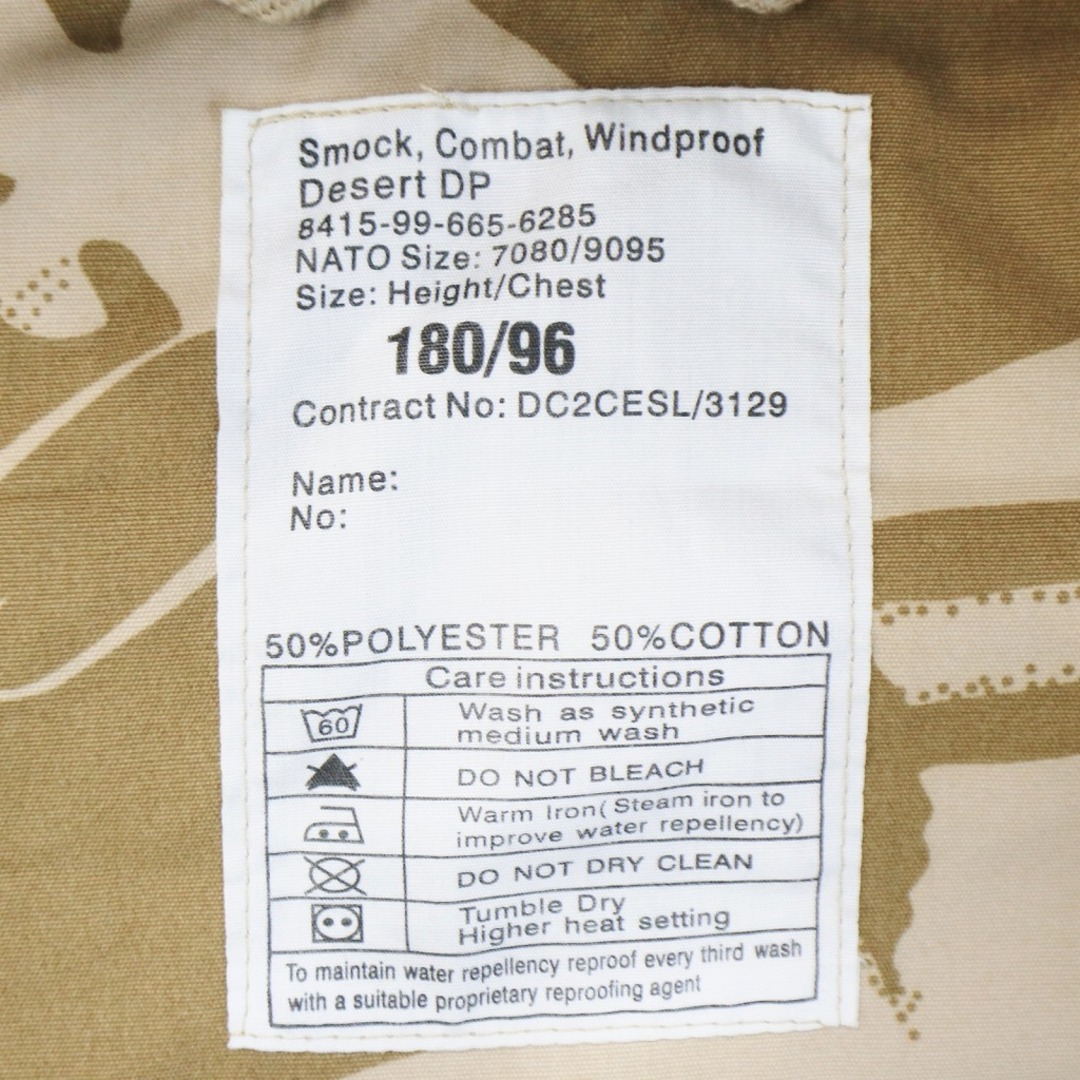 Smock, Combat, Windproof
Desert DP
8415-99-665-6285
NATO Size: 7080/9095
Size: Height/Chest
180/96
Contract No: DC2CESL/3129
Name:
No:
50%POLYESTER 50%COTTON
Care instructions
60
Wash as synthetic
medium wash
DO NOT BLEACH
Warm Iron(Steam iron to
improve water repellency)
DO NOT DRY CLEAN
Tumble Dry
Higher heat setting
To maintain water repellency reproof every third wash
with a suitable proprietary reproofing agent